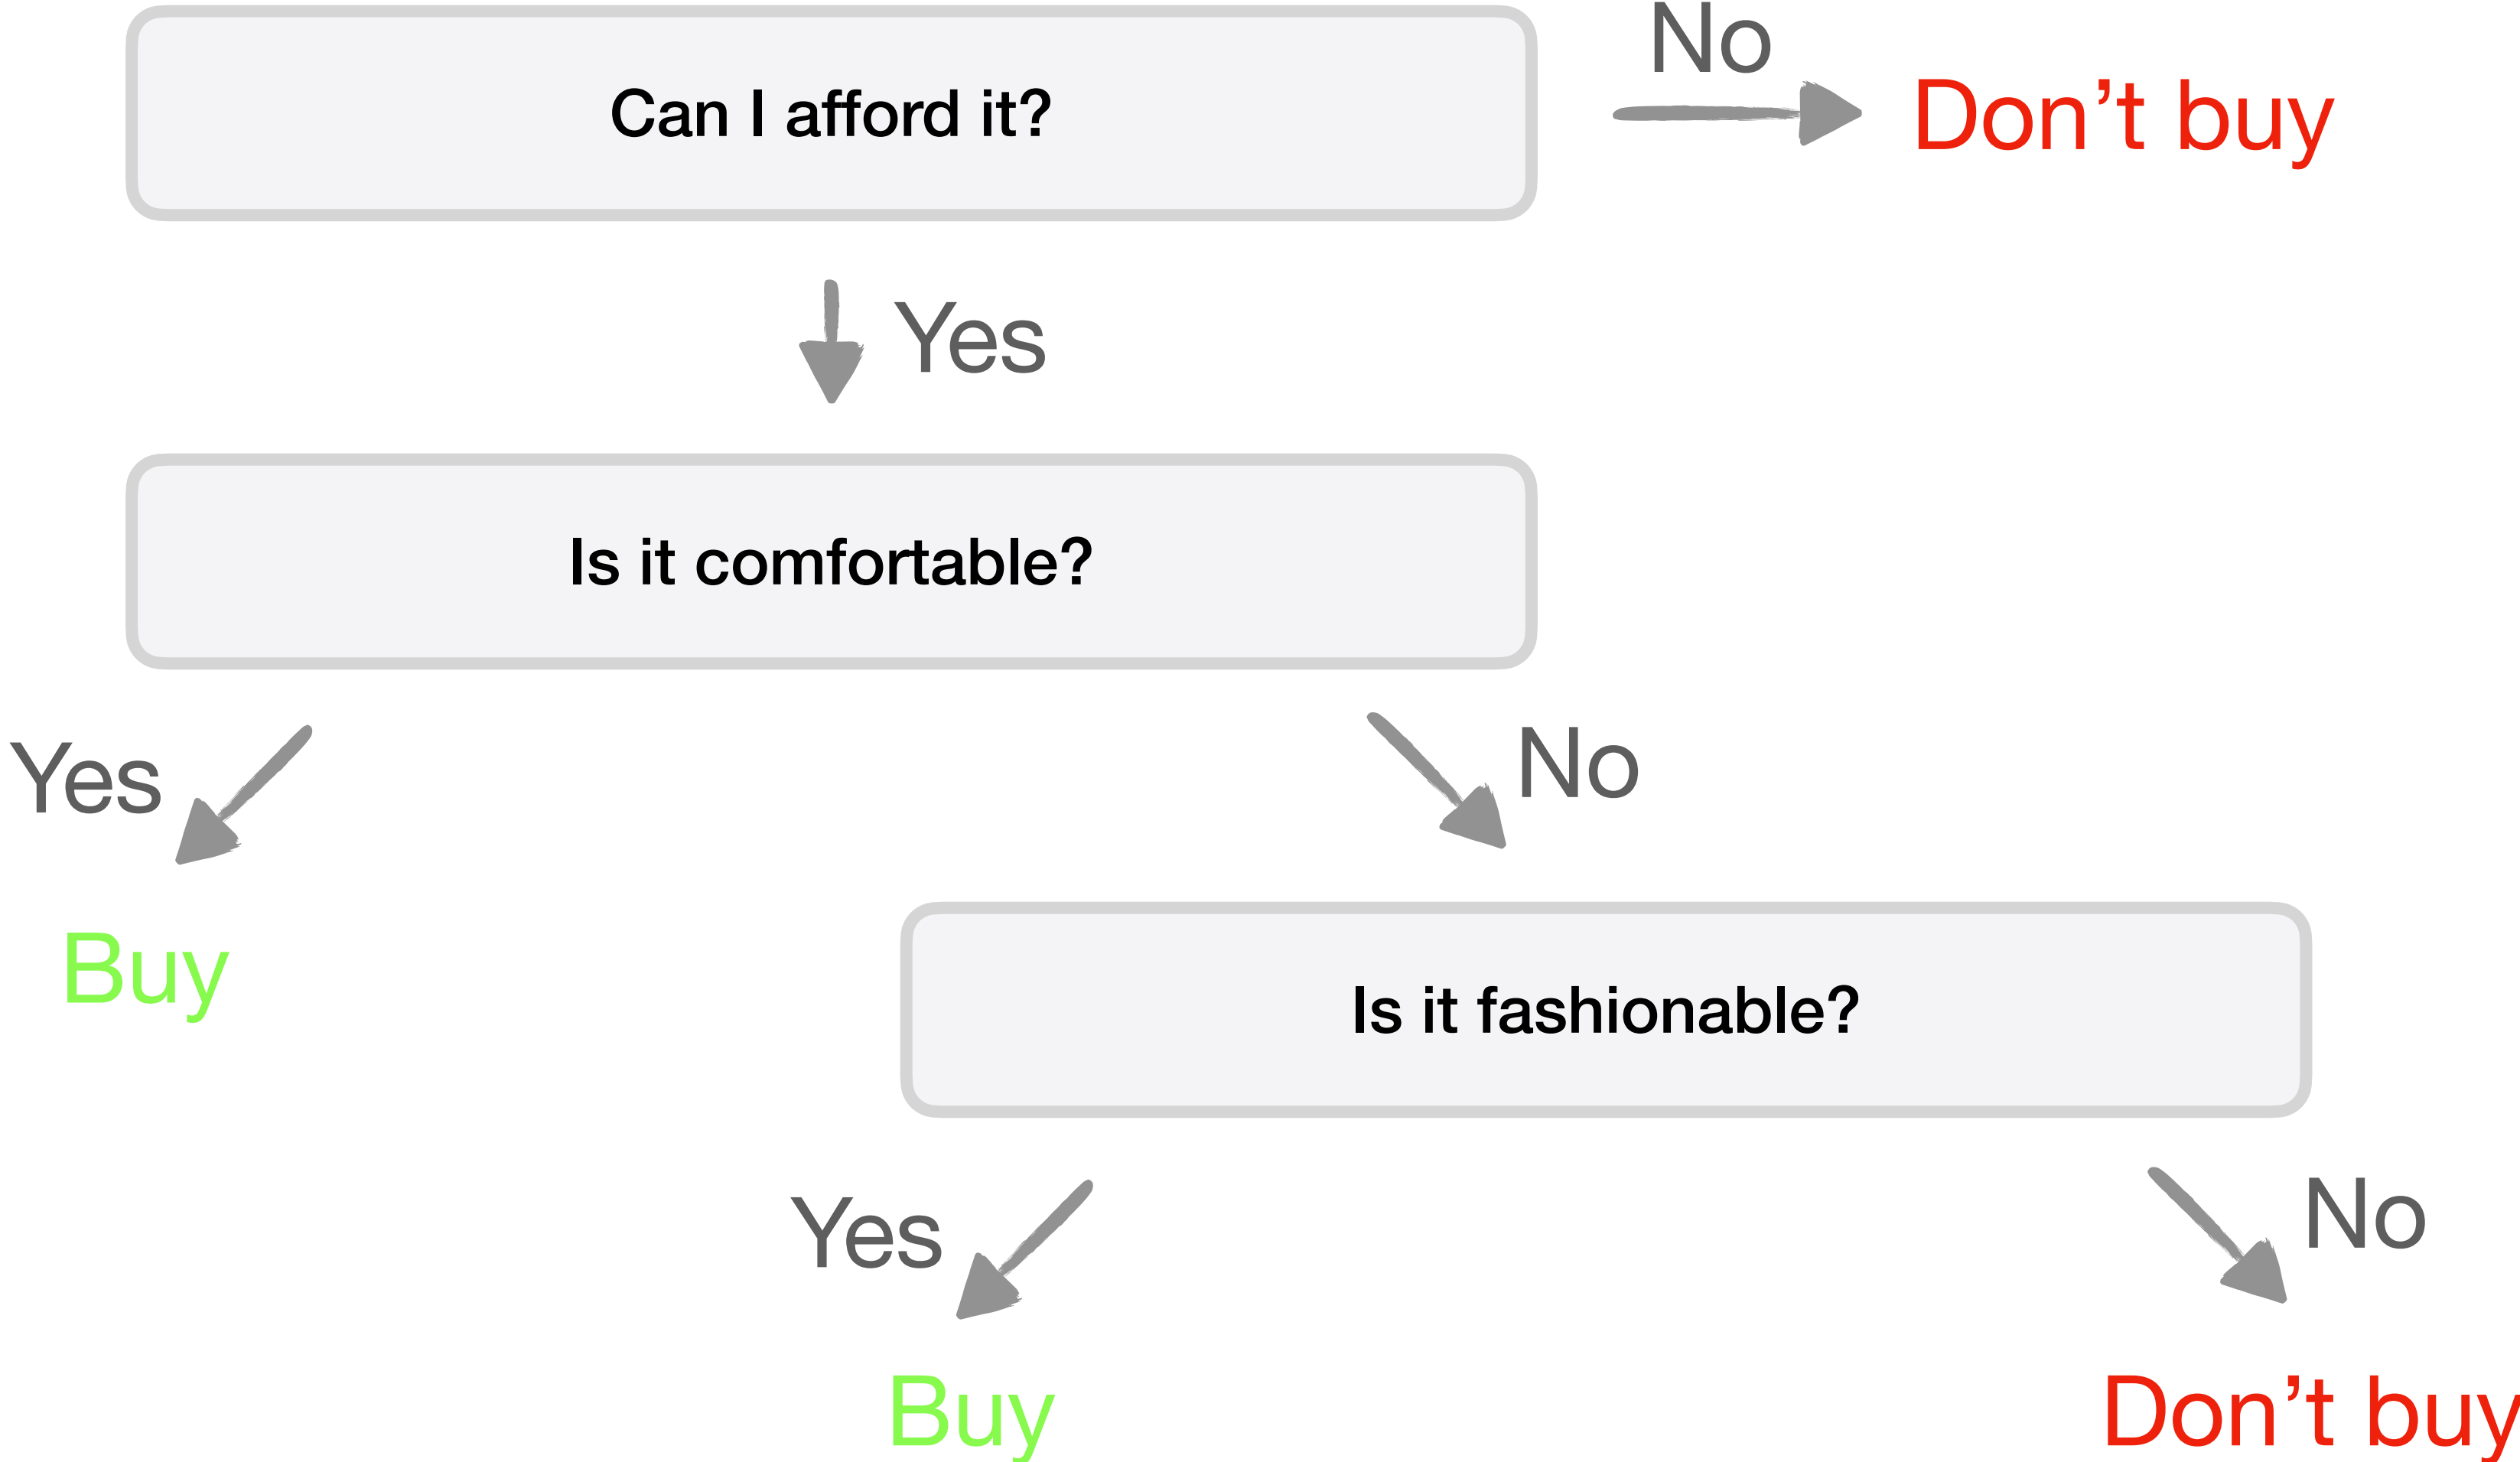 Can I afford it?
No
Don’t buy
Yes
Is it comfortable?
Yes
No
Buy
Is it fashionable?
Yes
No
Buy
Don’t buy